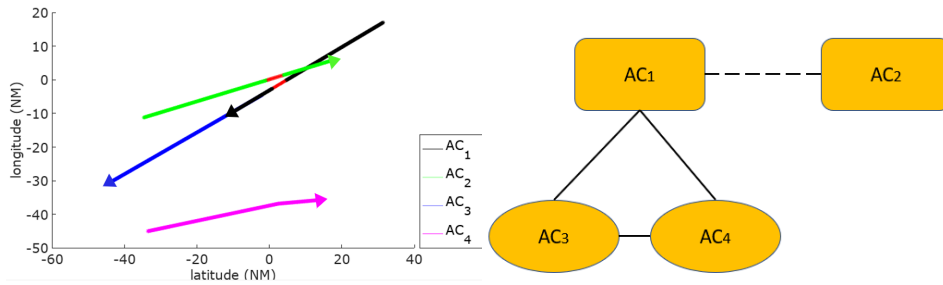 20
10
0
-10
-20
-30
-40
-50
longitude (NM)
-60
-40
-20
0
20
40
latitude (NM)
AC1
AC2
AC3
AC4
AC1
AC2
AC3
AC4